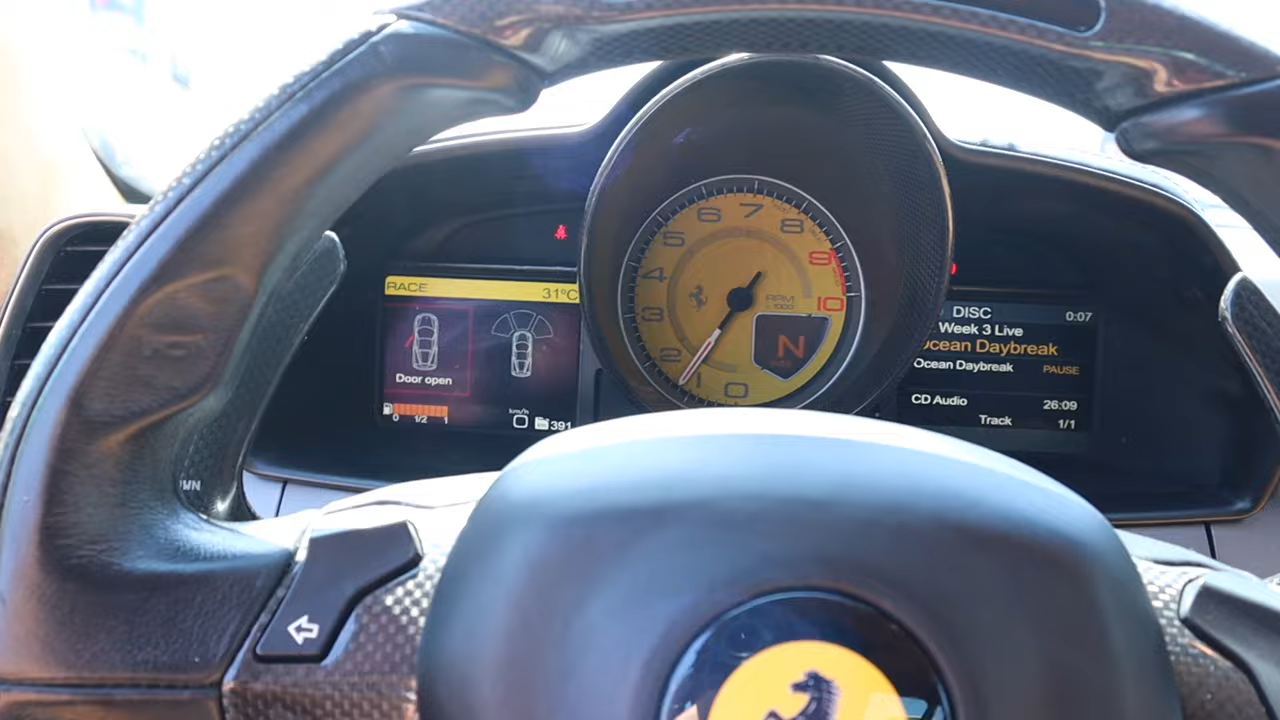 RACE
31°C
Door open
0 1/2 1
km/h
0
391
6 7 8
5 9
4
3 10
2
1 0
RPM
x 1000
N
DISC 0:07
Week 3 Live
Ocean Daybreak
Ocean Daybreak PAUSE
CD Audio 26:09
Track 1/1